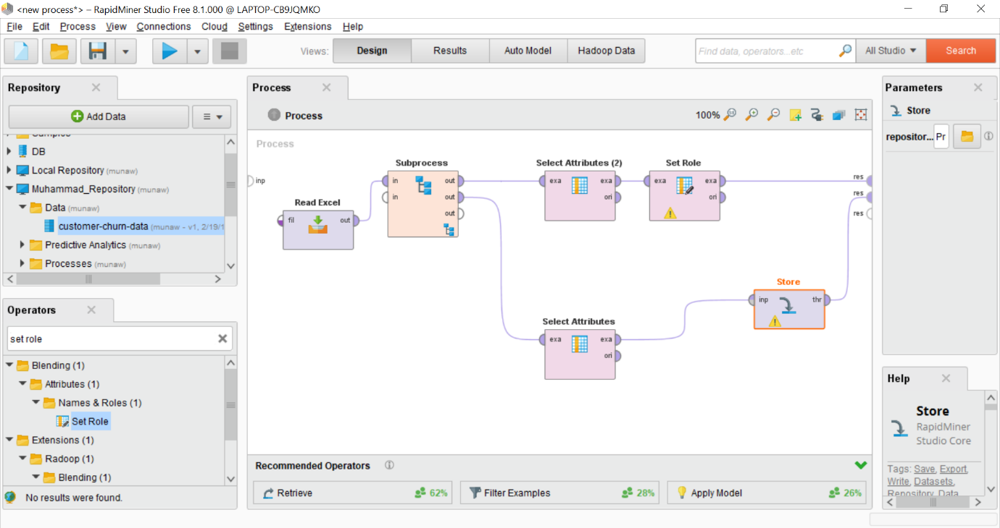 <new process*> – RapidMiner Studio Free 8.1.000 @ LAPTOP-CB9JQMKO
File Edit Process View Connections Cloud Settings Extensions Help
Views: Design Results Auto Model Hadoop Data
Find data, operators...etc All Studio Search
Repository
Add Data
Samples
DB
Local Repository (munaw)
Muhammad_Repository (munaw)
Data (munaw)
customer-churn-data (munaw – v1, 2/19/1
Predictive Analytics (munaw)
Processes (munaw)
Operators
set role
Blending (1)
Attributes (1)
Names & Roles (1)
Set Role
Extensions (1)
Radoop (1)
Blending (1)
No results were found.
Process
Process
100%
Process
inp
Read Excel
fil out
Subprocess
in out
in out
out
Select Attributes (2)
exa exa
ori
Set Role
exa exa
ori
res
res
res
Select Attributes
exa exa
ori
Store
inp thr
Recommended Operators
Retrieve 62%
Filter Examples 28%
Apply Model 26%
Parameters
Store
repositor... Pr
Help
Store
RapidMiner
Studio Core
Tags: Save, Export,
Write, Datasets,
Repository, Data